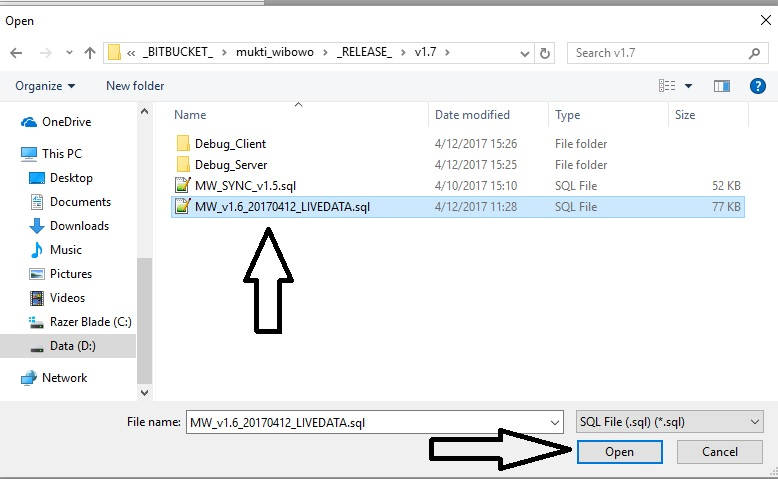 Open
« _BITBUCKET_ › mukti_wibowo › _RELEASE_ › v1.7 ›
Search v1.7
Organize New folder ?
Name Date modified Type Size
OneDrive
This PC
Desktop
Documents
Downloads
Music
Pictures
Videos
Razer Blade (C:)
Data (D:)
Network
Debug_Client 4/12/2017 15:26 File folder
Debug_Server 4/12/2017 15:25 File folder
MW_SYNC_v1.5.sql 4/10/2017 15:10 SQL File 52 KB
MW_v1.6_20170412_LIVEDATA.sql 4/12/2017 11:28 SQL File 77 KB
File name: MW_v1.6_20170412_LIVEDATA.sql SQL File (.sql) (*.sql)
Open Cancel